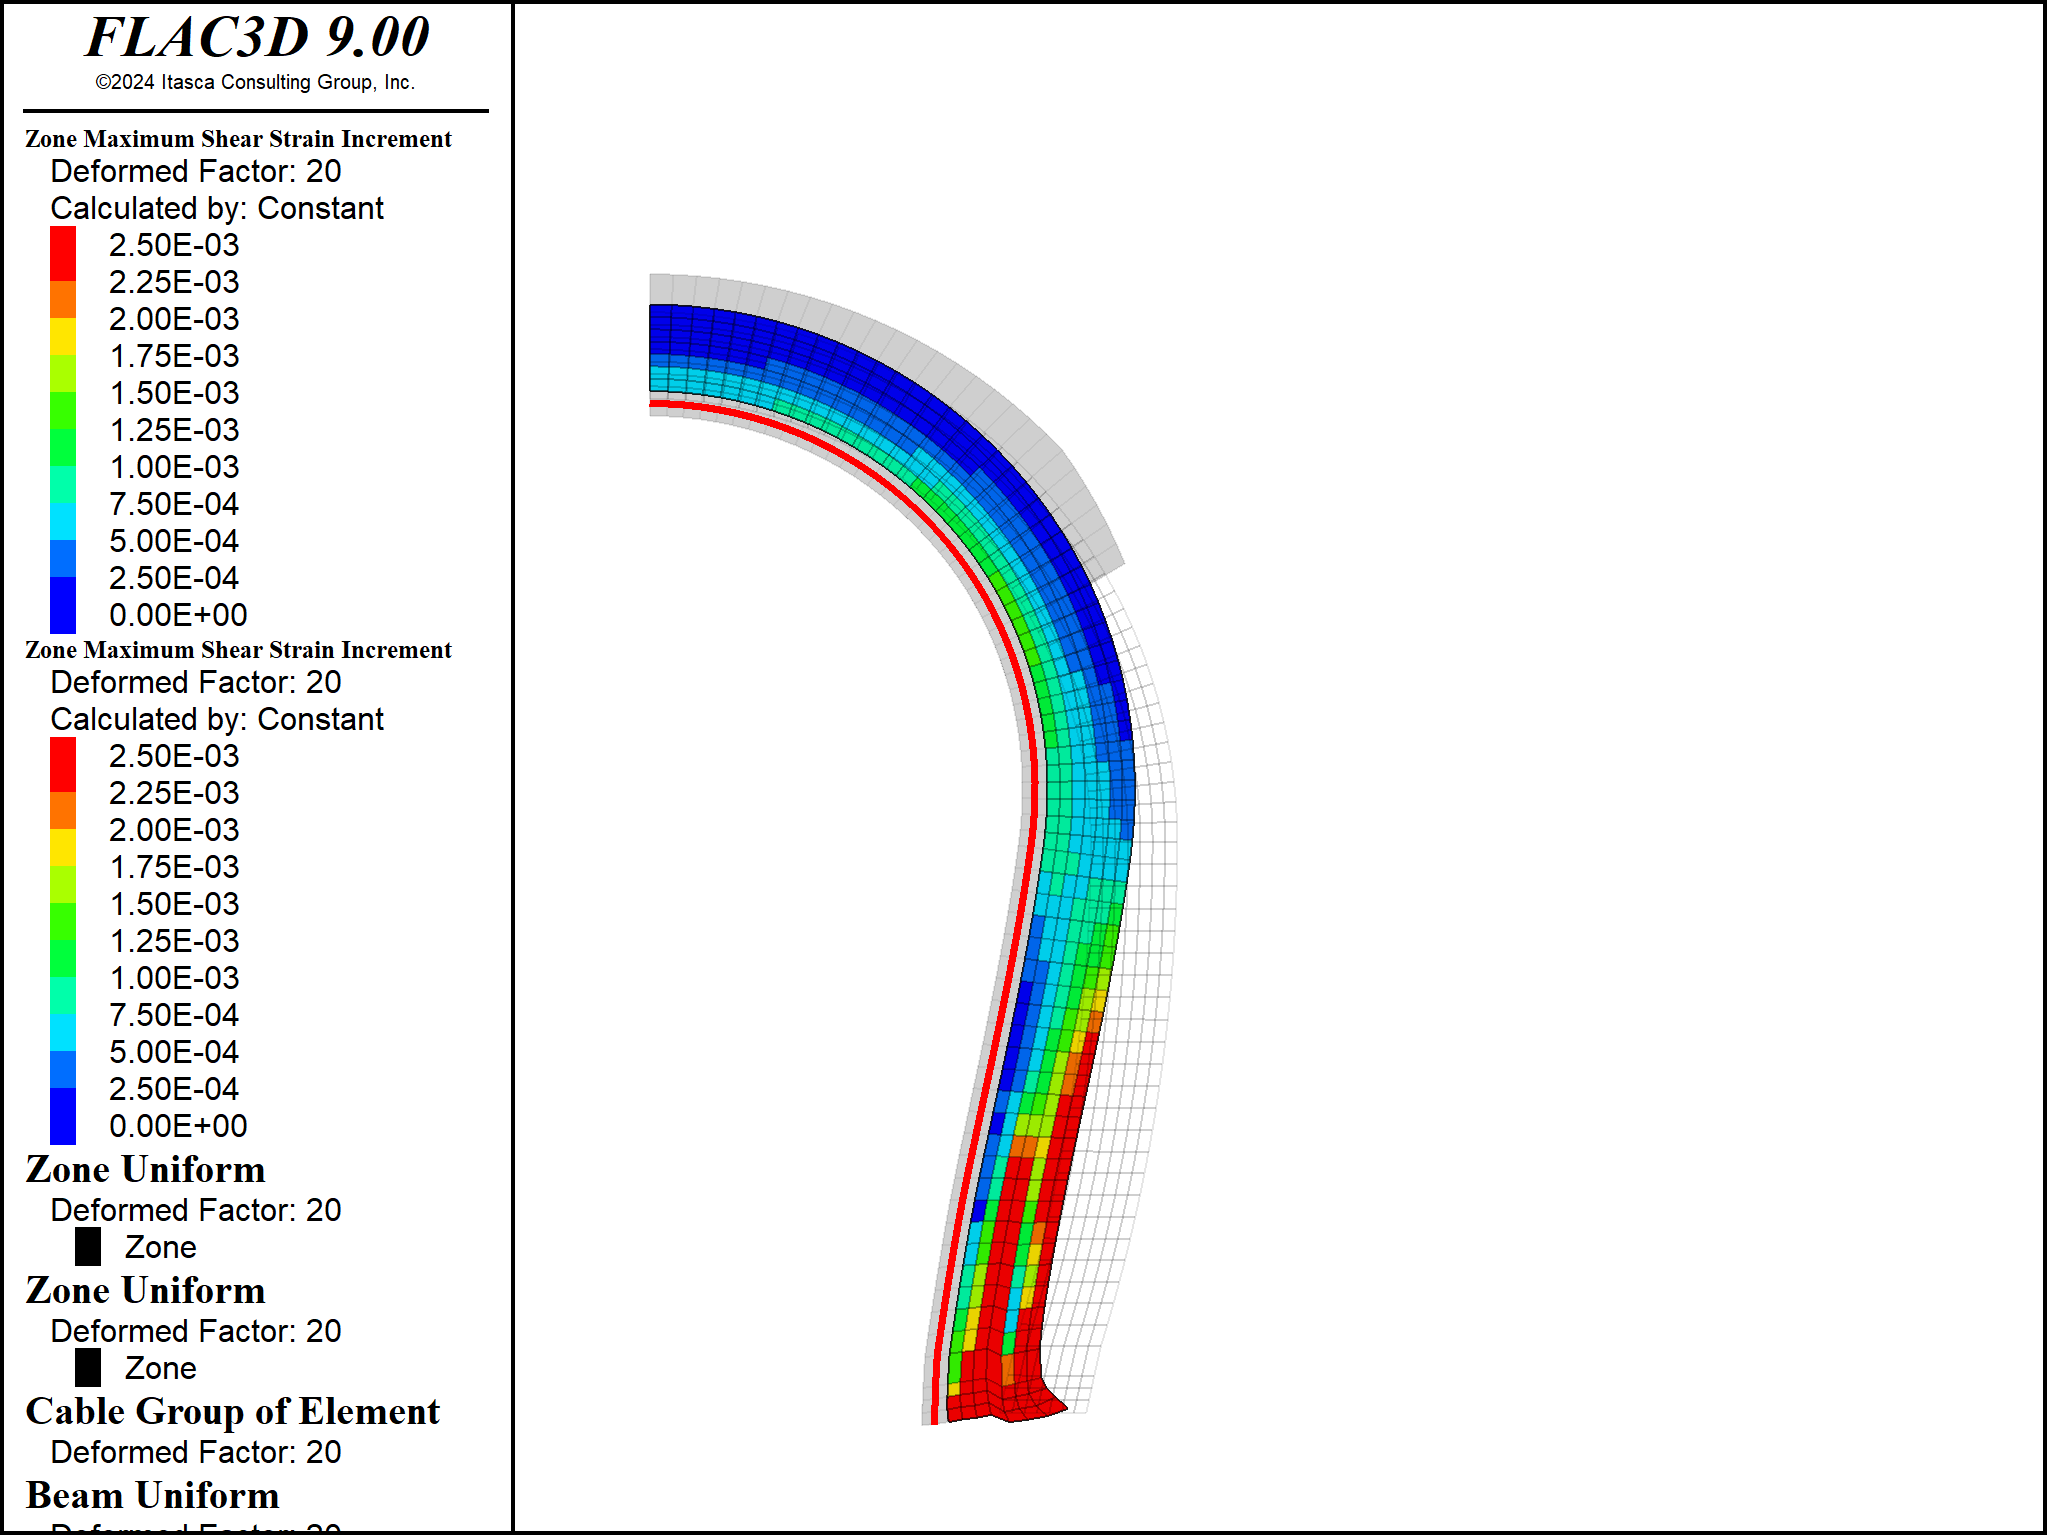 FLAC3D 9.00
©2024 Itasca Consulting Group, Inc.
Zone Maximum Shear Strain Increment
Deformed Factor: 20
Calculated by: Constant
2.50E-03
2.25E-03
2.00E-03
1.75E-03
1.50E-03
1.25E-03
1.00E-03
7.50E-04
5.00E-04
2.50E-04
0.00E+00
Zone Maximum Shear Strain Increment
Deformed Factor: 20
Calculated by: Constant
2.50E-03
2.25E-03
2.00E-03
1.75E-03
1.50E-03
1.25E-03
1.00E-03
7.50E-04
5.00E-04
2.50E-04
0.00E+00
Zone Uniform
Deformed Factor: 20
Zone
Zone Uniform
Deformed Factor: 20
Zone
Cable Group of Element
Deformed Factor: 20
Beam Uniform
Deformed Factor: 20